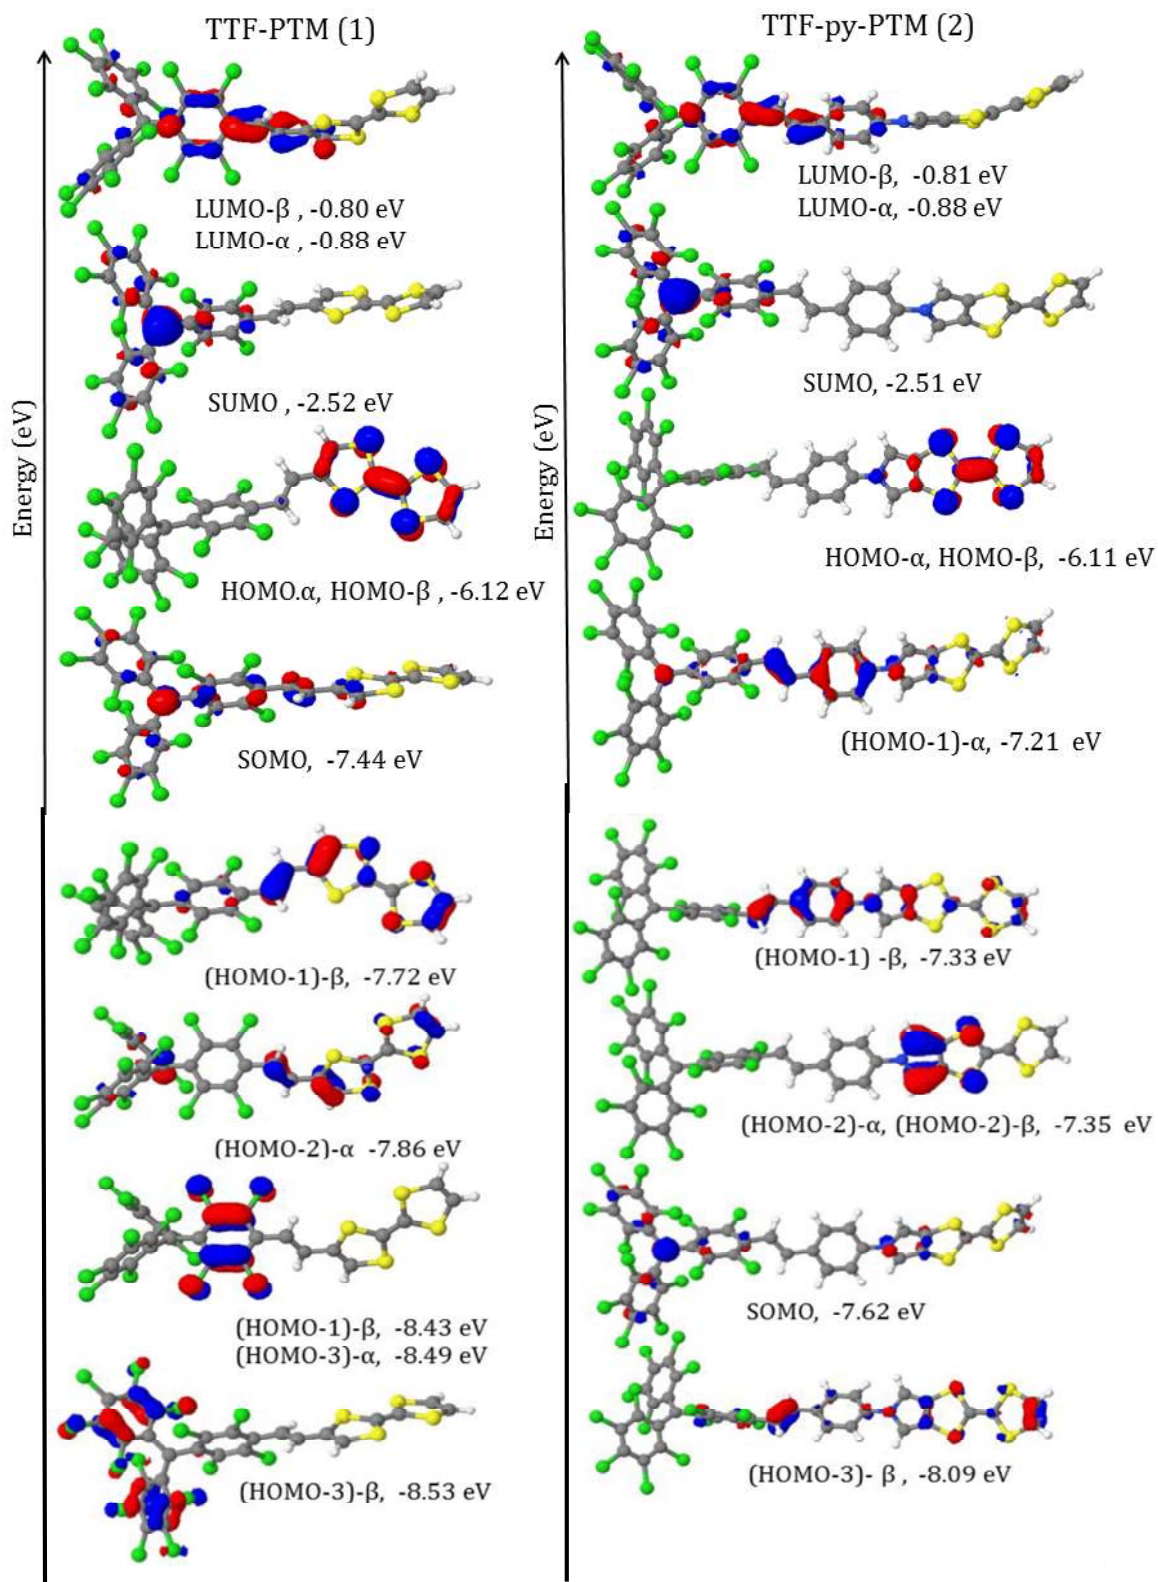 TTF-PTM (1)
Energy (eV)
LUMO-β , -0.80 eV
LUMO-α , -0.88 eV
SUMO , -2.52 eV
HOMO.α, HOMO-β , -6.12 eV
SOMO, -7.44 eV
(HOMO-1)-β, -7.72 eV
(HOMO-2)-α -7.86 eV
(HOMO-1)-β, -8.43 eV
(HOMO-3)-α, -8.49 eV
(HOMO-3)-β, -8.53 eV
TTF-py-PTM (2)
Energy (eV)
LUMO-β, -0.81 eV
LUMO-α, -0.88 eV
SUMO, -2.51 eV
HOMO-α, HOMO-β, -6.11 eV
(HOMO-1)-α, -7.21 eV
(HOMO-1) -β, -7.33 eV
(HOMO-2)-α, (HOMO-2)-β, -7.35 eV
SOMO, -7.62 eV
(HOMO-3)- β , -8.09 eV